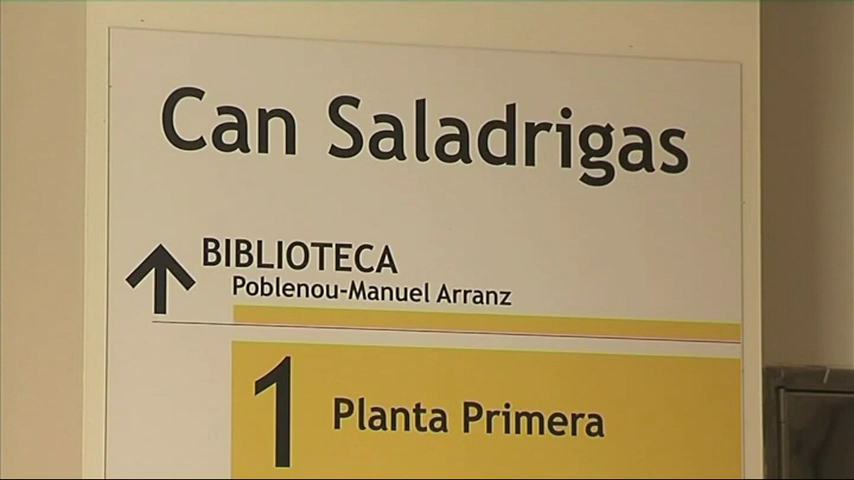 Can Saladrigas
BIBLIOTECA
Poblenou-Manuel Arranz
1 Planta Primera